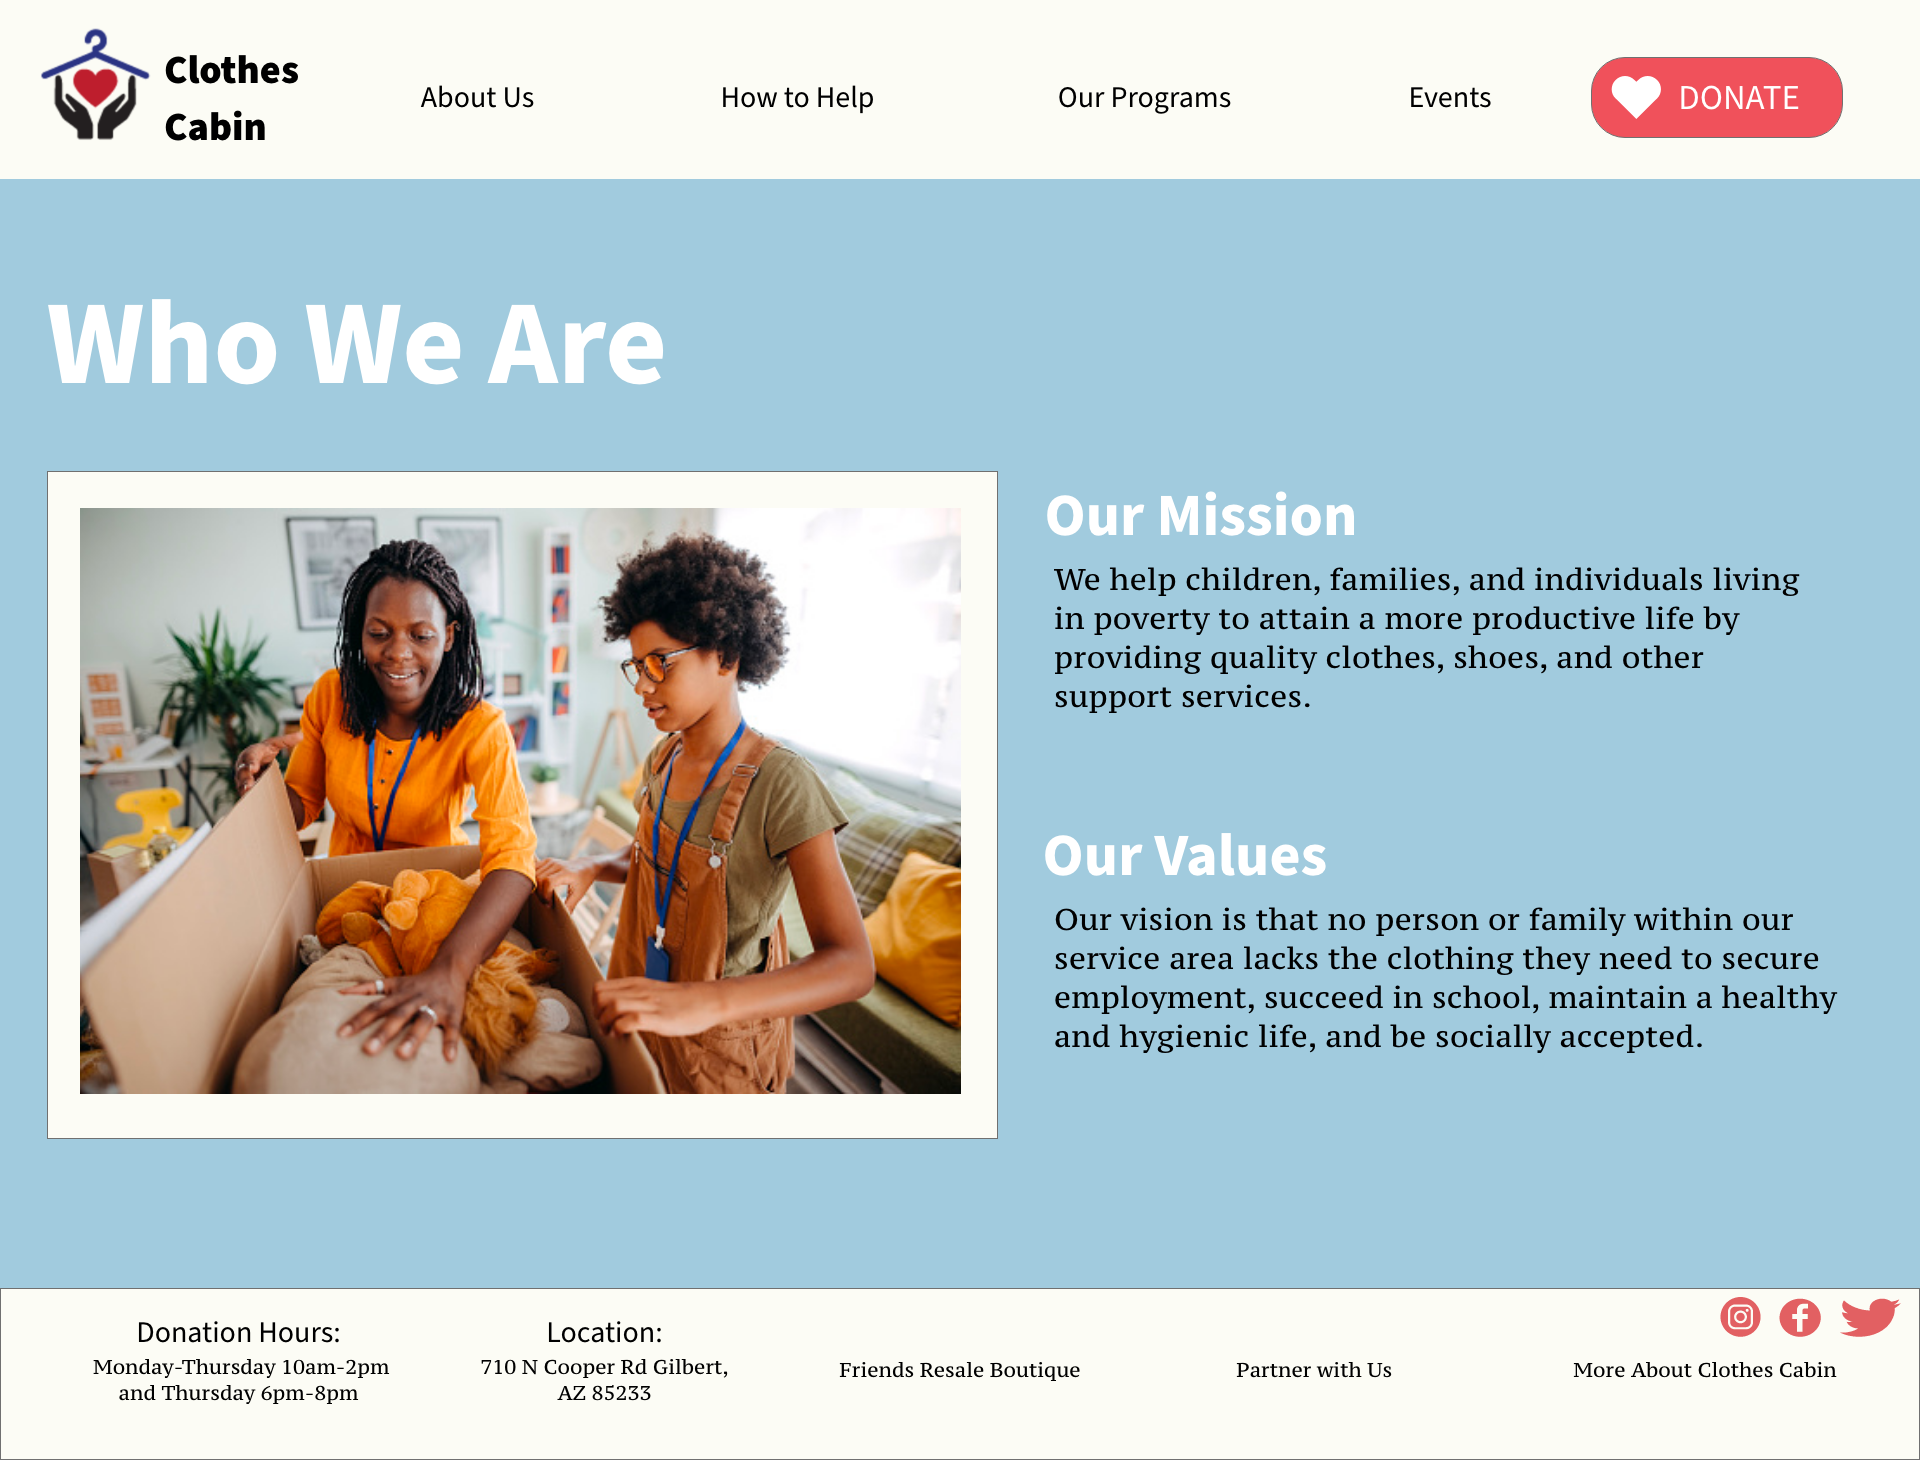 Clothes
Cabin
About Us
How to Help
Our Programs
Events
DONATE
Who We Are
Our Mission
We help children, families, and individuals living
in poverty to attain a more productive life by
providing quality clothes, shoes, and other
support services.
Our Values
Our vision is that no person or family within our
service area lacks the clothing they need to secure
employment, succeed in school, maintain a healthy
and hygienic life, and be socially accepted.
Donation Hours:
Monday-Thursday 10am-2pm
and Thursday 6pm-8pm
Location:
710 N Cooper Rd Gilbert,
AZ 85233
Friends Resale Boutique
Partner with Us
More About Clothes Cabin